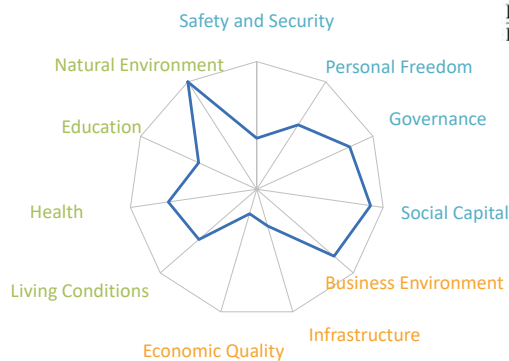 Safety and Security
Natural Environment
Personal Freedom
Education
Governance
Health
Social Capital
Living Conditions
Business Environment
Infrastructure
Economic Quality